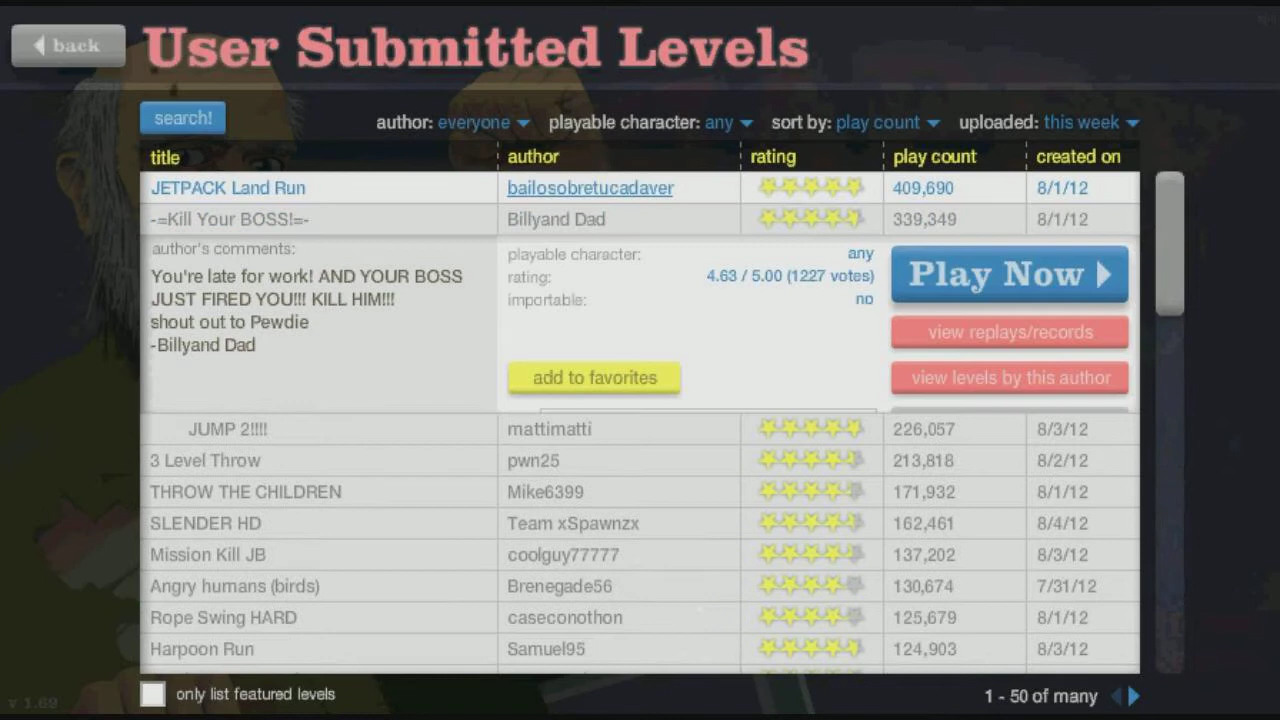 back
User Submitted Levels
search!
author: everyone playable character: any sort by: play count uploaded: this week
title author rating play count created on
JETPACK Land Run bailosobretucadaver 409,690 8/1/12
-=Kill Your BOSS!=- Billyand Dad 339,349 8/1/12
author's comments:
You're late for work! AND YOUR BOSS
JUST FIRED YOU!!! KILL HIM!!!
shout out to Pewdie
-Billyand Dad
playable character: any
rating: 4.63 / 5.00 (1227 votes)
importable: no
add to favorites
Play Now
view replays/records
view levels by this author
JUMP 2!!!! mattimatti 226,057 8/3/12
3 Level Throw pwn25 213,818 8/2/12
THROW THE CHILDREN Mike6399 171,932 8/1/12
SLENDER HD Team xSpawnzx 162,461 8/4/12
Mission Kill JB coolguy77777 137,202 8/3/12
Angry humans (birds) Brenegade56 130,674 7/31/12
Rope Swing HARD caseconothon 125,679 8/1/12
Harpoon Run Samuel95 124,903 8/3/12
only list featured levels
1 - 50 of many
v 1.69